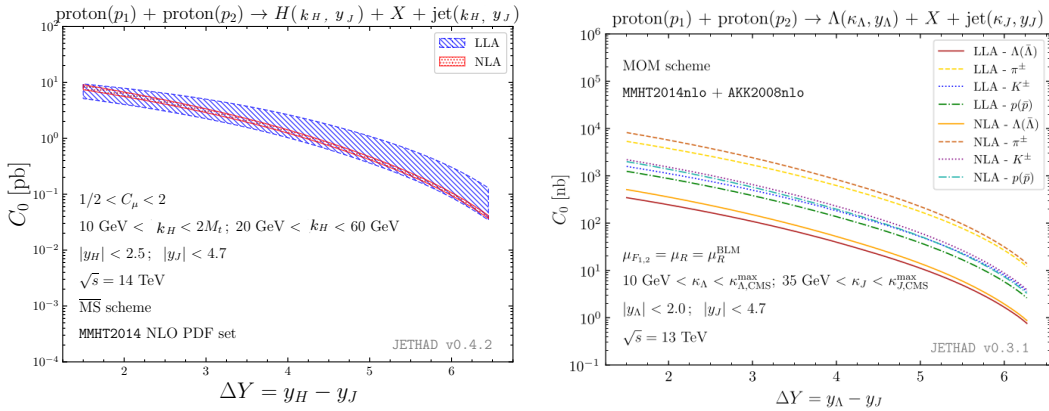 proton(p₁) + proton(p₂) → H(k_H, y_J) + X + jet(k_H, y_J)
C₀ [pb]
10²
10¹
10⁰
10⁻¹
10⁻²
10⁻³
10⁻⁴
LLA
NLA
1/2 < C_μ < 2
10 GeV < k_H < 2M_t; 20 GeV < k_H < 60 GeV
|y_H| < 2.5; |y_J| < 4.7
√s = 14 TeV
M̅S̅ scheme
MMHT2014 NLO PDF set
JETHAD v0.4.2
2 3 4 5 6
ΔY = y_H − y_J
proton(p₁) + proton(p₂) → Λ(κ_Λ, y_Λ) + X + jet(κ_J, y_J)
C₀ [nb]
10⁶
10⁵
10⁴
10³
10²
10¹
10⁰
10⁻¹
MOM scheme
MMHT2014nlo + AKK2008nlo
LLA - Λ(Λ̄)
LLA - π^±
LLA - K^±
LLA - p(p̄)
NLA - Λ(Λ̄)
NLA - π^±
NLA - K^±
NLA - p(p̄)
μ_{F₁,₂} = μ_R = μ_R^{BLM}
10 GeV < κ_Λ < κ_{Λ,CMS}^{max}; 35 GeV < κ_J < κ_{J,CMS}^{max}
|y_Λ| < 2.0; |y_J| < 4.7
√s = 13 TeV
JETHAD v0.3.1
2 3 4 5 6
ΔY = y_Λ − y_J